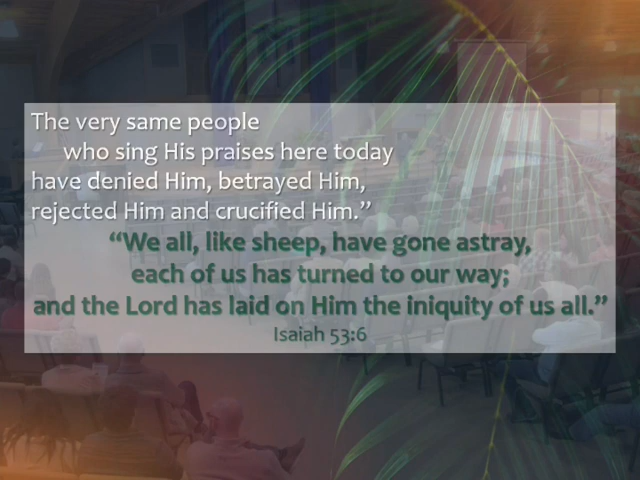 The very same people
who sing His praises here today
have denied Him, betrayed Him,
rejected Him and crucified Him.”
“We all, like sheep, have gone astray,
each of us has turned to our way;
and the Lord has laid on Him the iniquity of us all.”
Isaiah 53:6